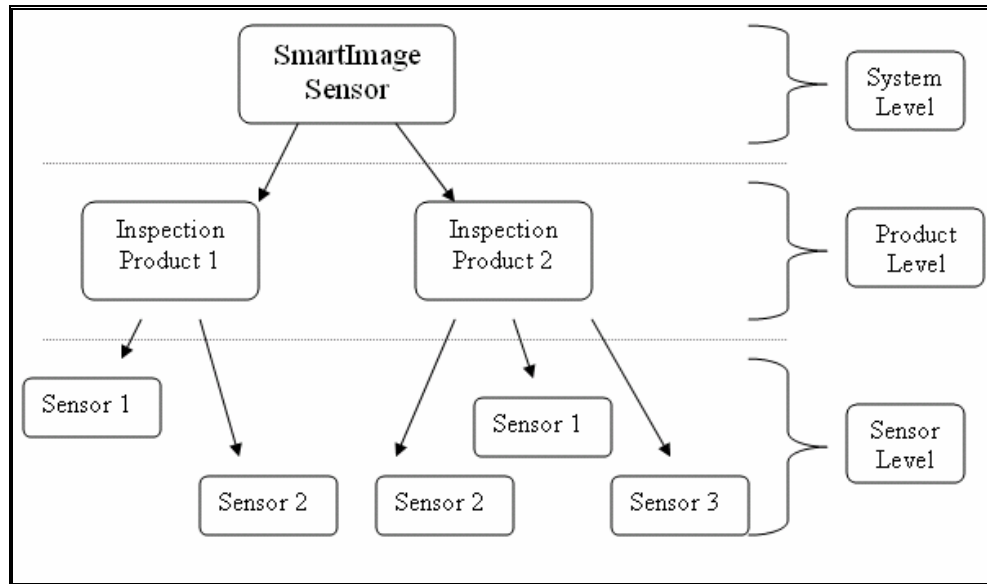 SmartImage
Sensor
System
Level
Inspection
Product 1
Inspection
Product 2
Product
Level
Sensor 1
Sensor 1
Sensor
Level
Sensor 2
Sensor 2
Sensor 3